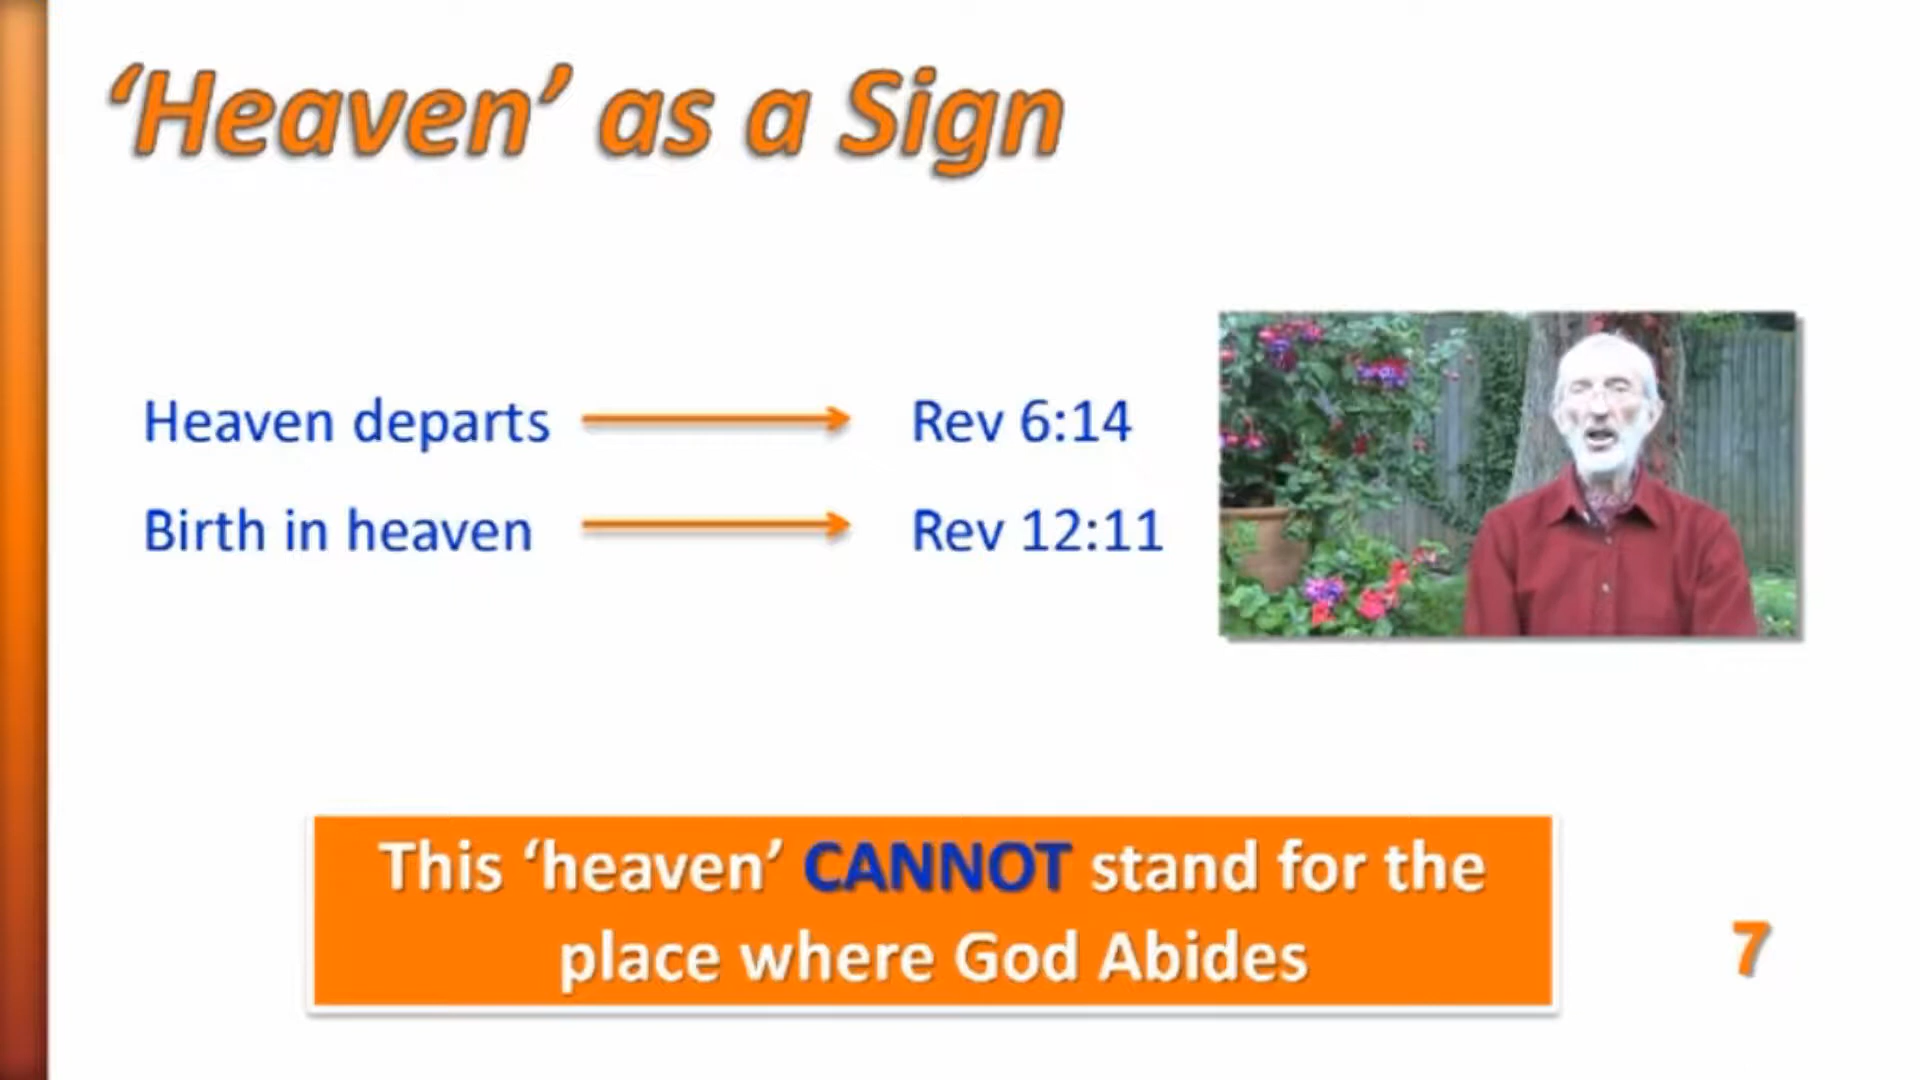 ‘Heaven’ as a Sign
Heaven departs Rev 6:14
Birth in heaven Rev 12:11
This ‘heaven’ CANNOT stand for the
place where God Abides
7